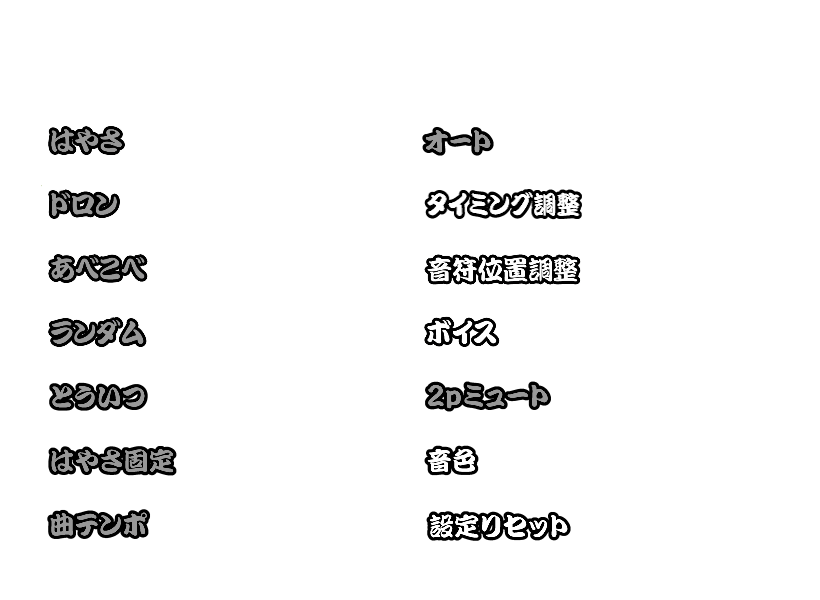 はやさ
ドロン
あべこべ
ランダム
とういつ
はやさ固定
曲テンポ
オート
タイミング調整
音符位置調整
ボイス
2pミュート
音色
設定リセット